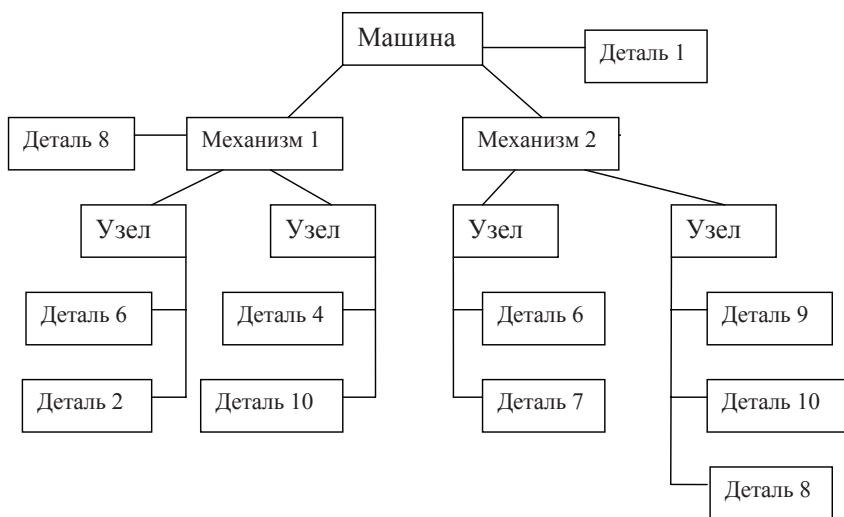 Машина
Деталь 1
Деталь 8
Механизм 1
Механизм 2
Узел
Узел
Узел
Узел
Деталь 6
Деталь 4
Деталь 6
Деталь 9
Деталь 2
Деталь 10
Деталь 7
Деталь 10
Деталь 8